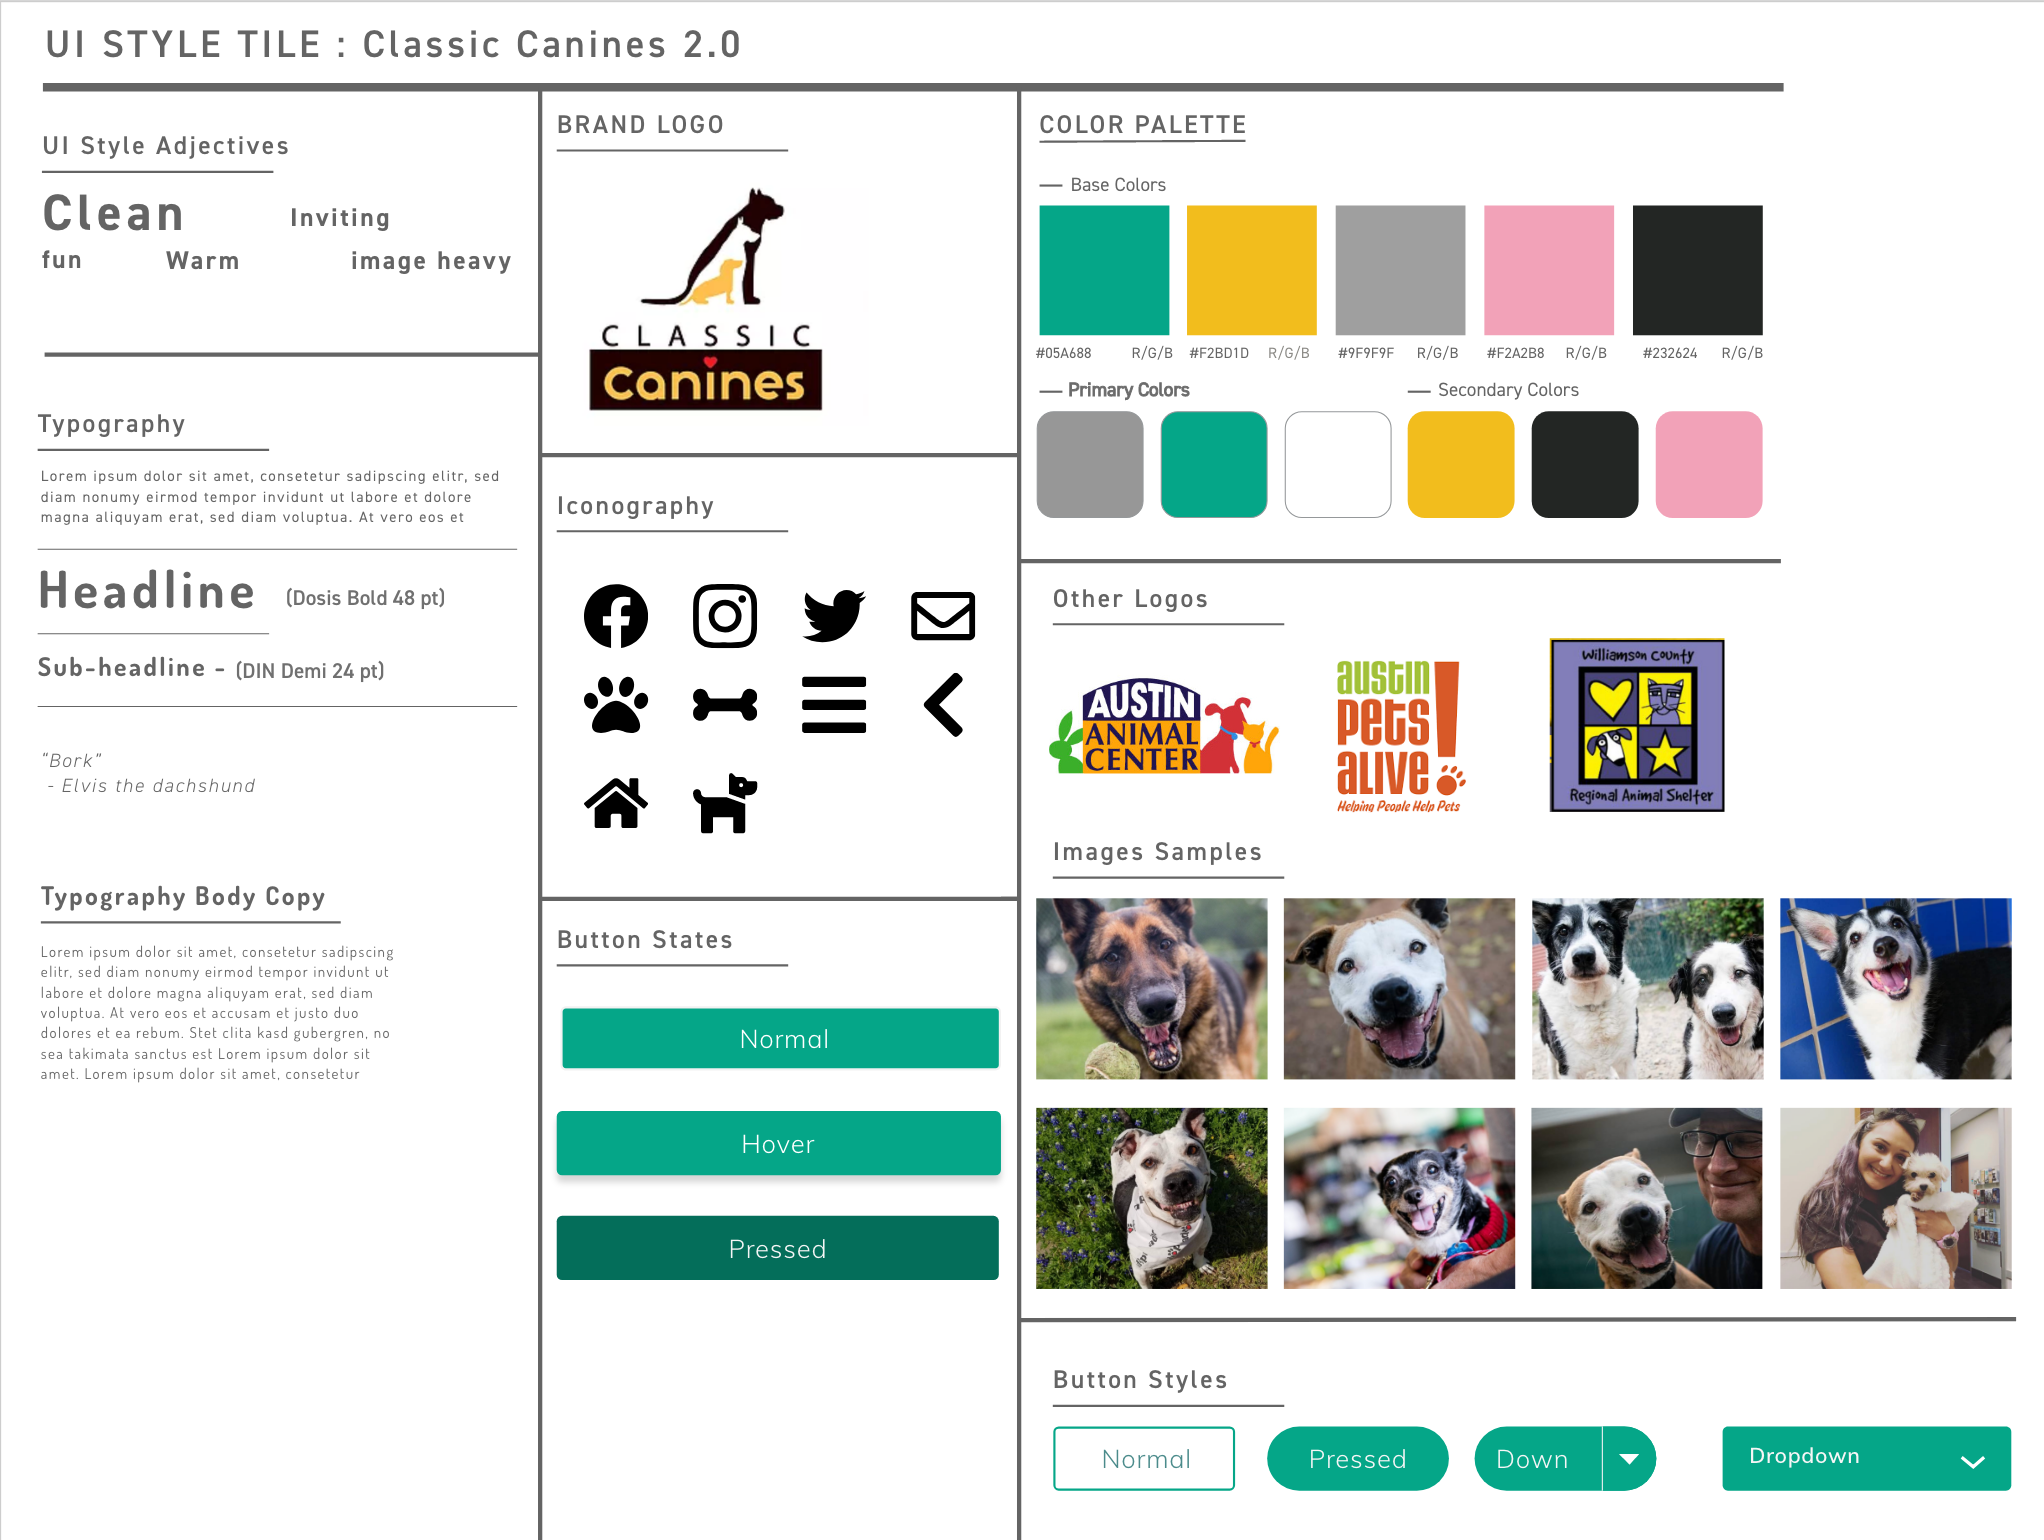 UI STYLE TILE : Classic Canines 2.0
UI Style Adjectives
Clean
Inviting
fun
Warm
image heavy
Typography
Lorem ipsum dolor sit amet, consetetur sadipscing elitr, sed
diam nonumy eirmod tempor invidunt ut labore et dolore
magna aliquyam erat, sed diam voluptua. At vero eos et
Headline (Dosis Bold 48 pt)
Sub-headline - (DIN Demi 24 pt)
“Bork”
- Elvis the dachshund
Typography Body Copy
Lorem ipsum dolor sit amet, consetetur sadipscing
elitr, sed diam nonumy eirmod tempor invidunt ut
labore et dolore magna aliquyam erat, sed diam
voluptua. At vero eos et accusam et justo duo
dolores et ea rebum. Stet clita kasd gubergren, no
sea takimata sanctus est Lorem ipsum dolor sit
amet. Lorem ipsum dolor sit amet, consetetur
BRAND LOGO
CLASSIC
Canines
Iconography
Button States
Normal
Hover
Pressed
COLOR PALETTE
— Base Colors
#05A688 R/G/B #F2BD1D R/G/B #9F9F9F R/G/B #F2A2B8 R/G/B #232624 R/G/B
— Primary Colors
— Secondary Colors
Other Logos
AUSTIN
ANIMAL
CENTER
austin
pets
alive!
Helping People Help Pets
Williamson County
Regional Animal Shelter
Images Samples
Button Styles
Normal
Pressed
Down
Dropdown